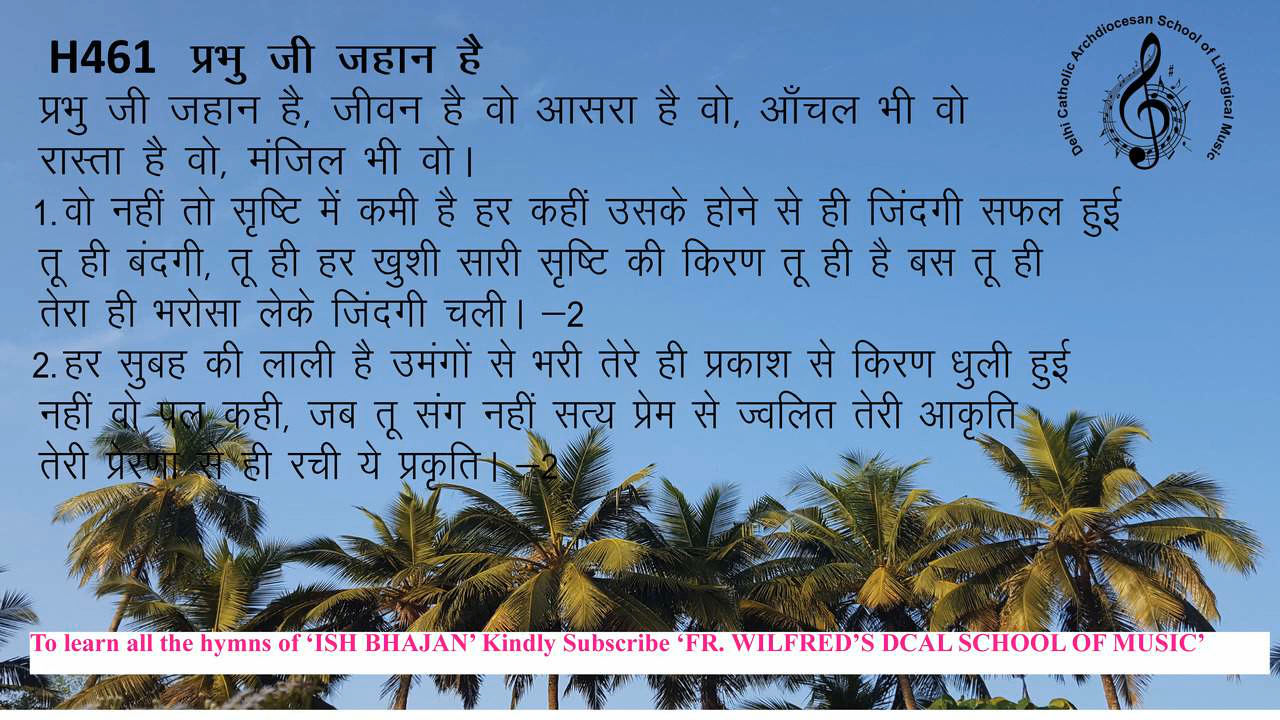 H461 प्रभु जी जहान है
प्रभु जी जहान है, जीवन है वो आसरा है वो, आँचल भी वो
रास्ता है वो, मंजिल भी वो।
1. वो नहीं तो सृष्टि में कमी है हर कहीं उसके होने से ही जिंदगी सफल हुई
तू ही बंदगी, तू ही हर खुशी सारी सृष्टि की किरण तू ही है बस तू ही
तेरा ही भरोसा लेके जिंदगी चली। –2
2. हर सुबह की लाली है उमंगों से भरी तेरे ही प्रकाश से किरण धुली हुई
नहीं वो पल कही, जब तू संग नहीं सत्य प्रेम से ज्वलित तेरी आकृति
तेरी प्रेरणा से ही रची ये प्रकृति। –2
Delhi Catholic Archdiocesan School of Liturgical Music
To learn all the hymns of ‘ISH BHAJAN’ Kindly Subscribe ‘FR. WILFRED’S DCAL SCHOOL OF MUSIC’